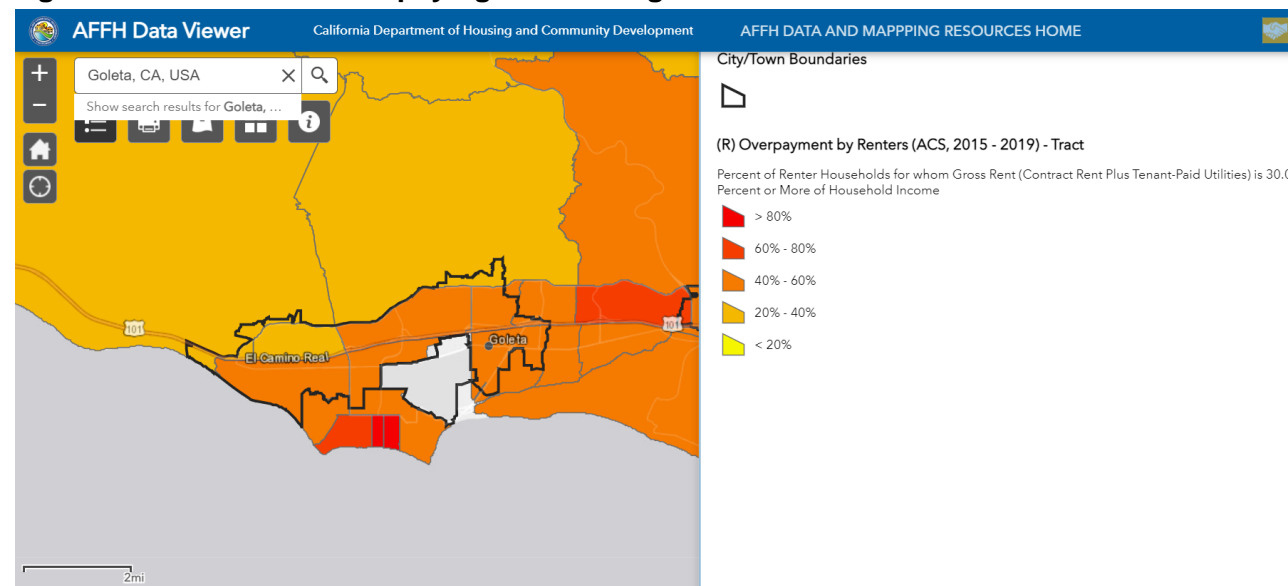 AFFH Data Viewer
California Department of Housing and Community Development
AFFH DATA AND MAPPPING RESOURCES HOME
+
Goleta, CA, USA
−
Show search results for Goleta, ...
101
El Camino Real
Goleta
101
2mi
City/Town Boundaries
(R) Overpayment by Renters (ACS, 2015 - 2019) - Tract
Percent of Renter Households for whom Gross Rent (Contract Rent Plus Tenant-Paid Utilities) is 30.0
Percent or More of Household Income
> 80%
60% - 80%
40% - 60%
20% - 40%
< 20%